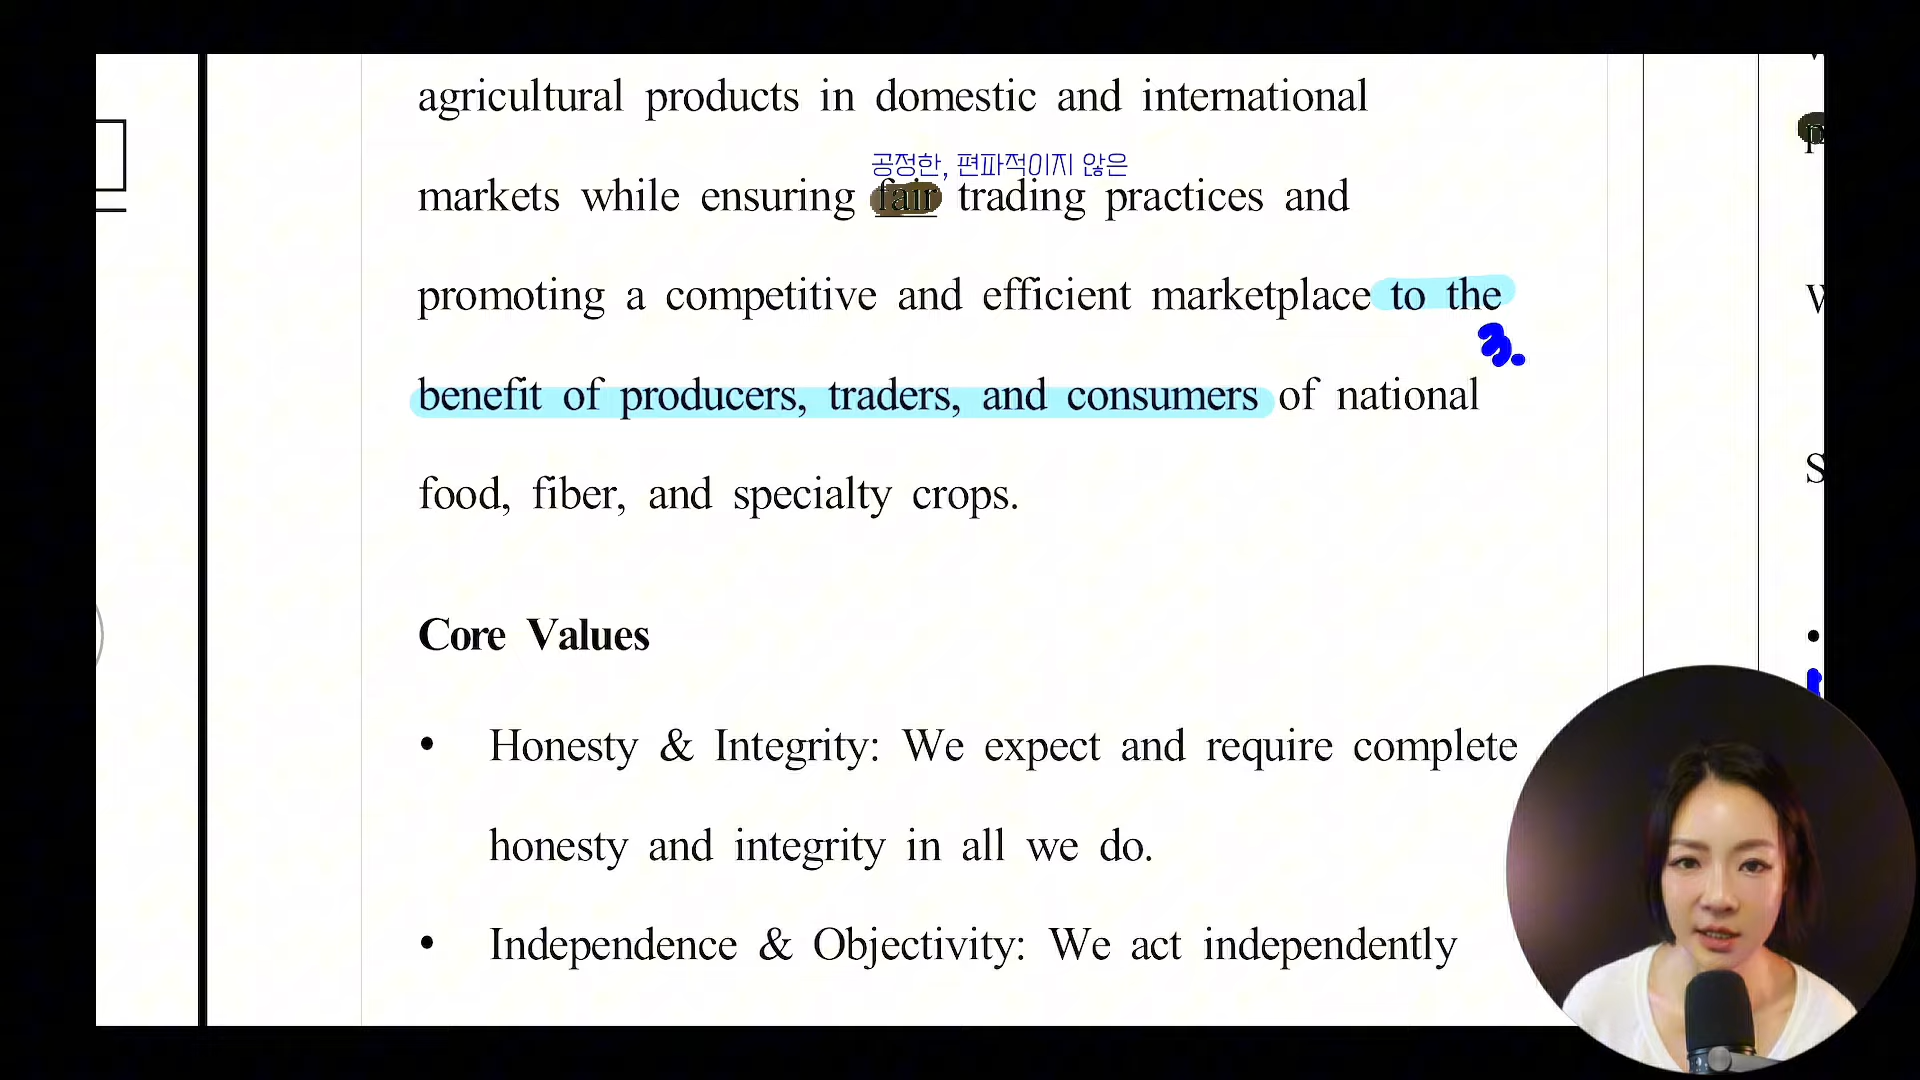 agricultural products in domestic and international
공정한, 편파적이지 않은
markets while ensuring fair trading practices and
promoting a competitive and efficient marketplace to the
3.
benefit of producers, traders, and consumers of national
food, fiber, and specialty crops.
Core Values
• Honesty & Integrity: We expect and require complete
honesty and integrity in all we do.
• Independence & Objectivity: We act independently